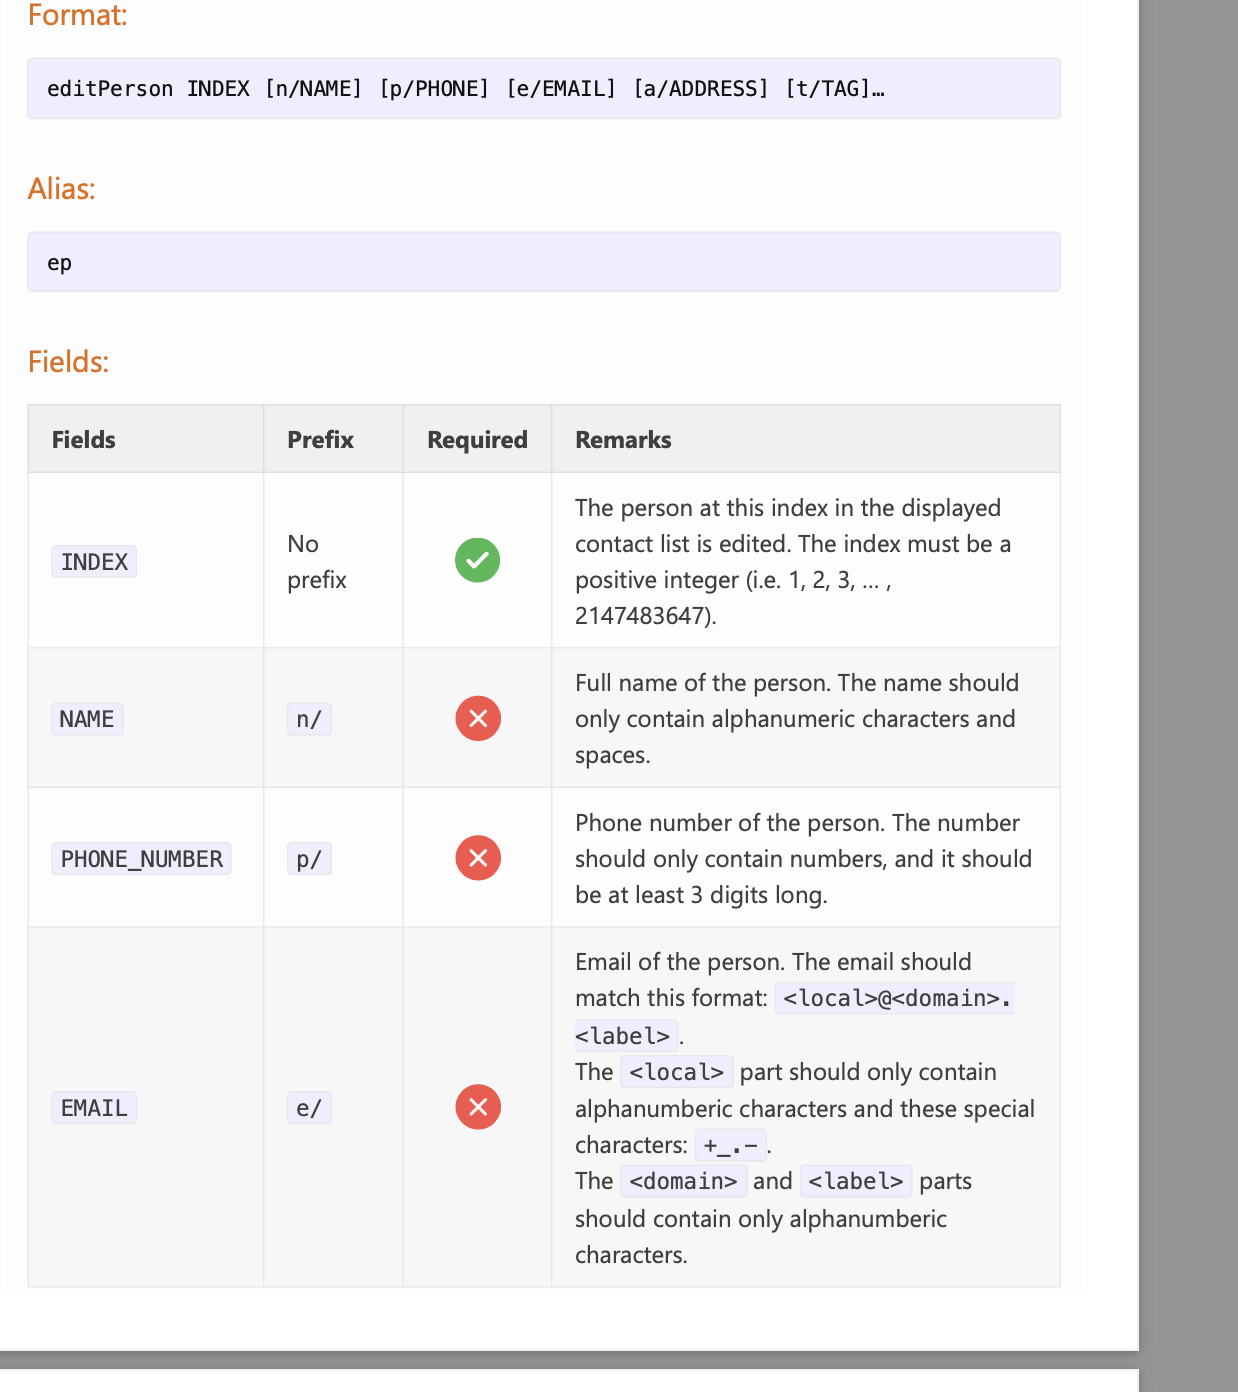 Format:
editPerson INDEX [n/NAME] [p/PHONE] [e/EMAIL] [a/ADDRESS] [t/TAG]…
Alias:
ep
Fields:
Fields Prefix Required Remarks
INDEX
No
prefix
The person at this index in the displayed
contact list is edited. The index must be a
positive integer (i.e. 1, 2, 3, … ,
2147483647).
NAME
n/
Full name of the person. The name should
only contain alphanumeric characters and
spaces.
PHONE_NUMBER
p/
Phone number of the person. The number
should only contain numbers, and it should
be at least 3 digits long.
EMAIL
e/
Email of the person. The email should
match this format: <local>@<domain>.
<label>.
The <local> part should only contain
alphanumberic characters and these special
characters: +_.-.
The <domain> and <label> parts
should contain only alphanumberic
characters.